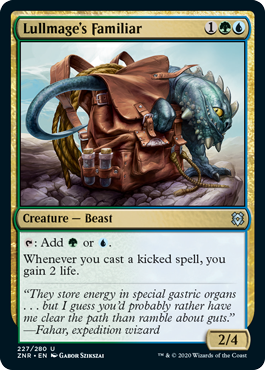 Lullmage's Familiar 1
Creature — Beast
: Add or .
Whenever you cast a kicked spell, you
gain 2 life.
“They store energy in special gastric organs
. . . but I guess you’d probably rather have
me clear the path than ramble about guts.”
—Fahar, expedition wizard
2/4
227/280 U
ZNR • EN Gabor Szikszai
™ & © 2020 Wizards of the Coast